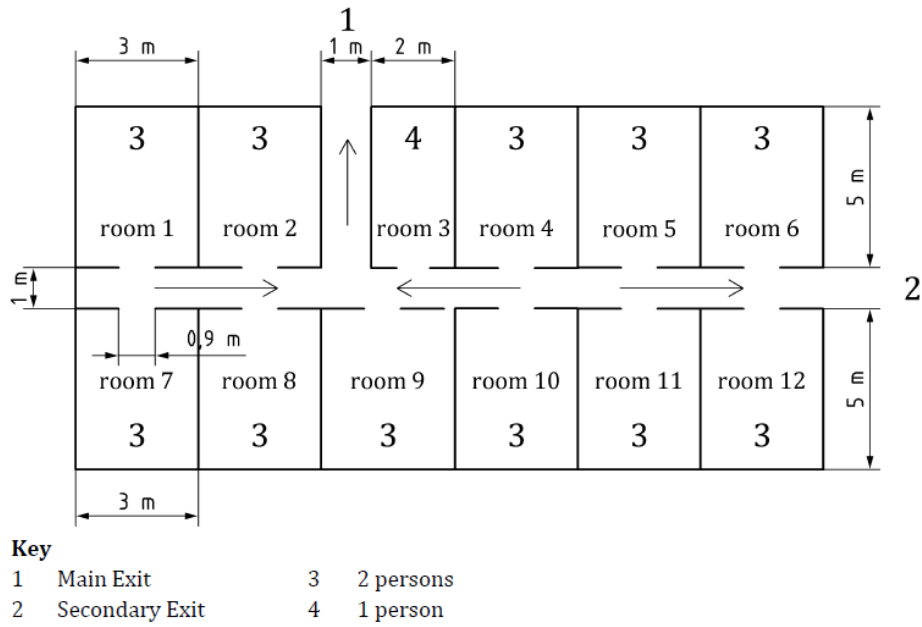 1
3 m
1 m
2 m
3
3
4
3
3
3
room 1
room 2
room 3
room 4
room 5
room 6
5 m
1 m
2
0,9 m
room 7
room 8
room 9
room 10
room 11
room 12
5 m
3
3
3
3
3
3
3 m
Key
1 Main Exit 3 2 persons
2 Secondary Exit 4 1 person